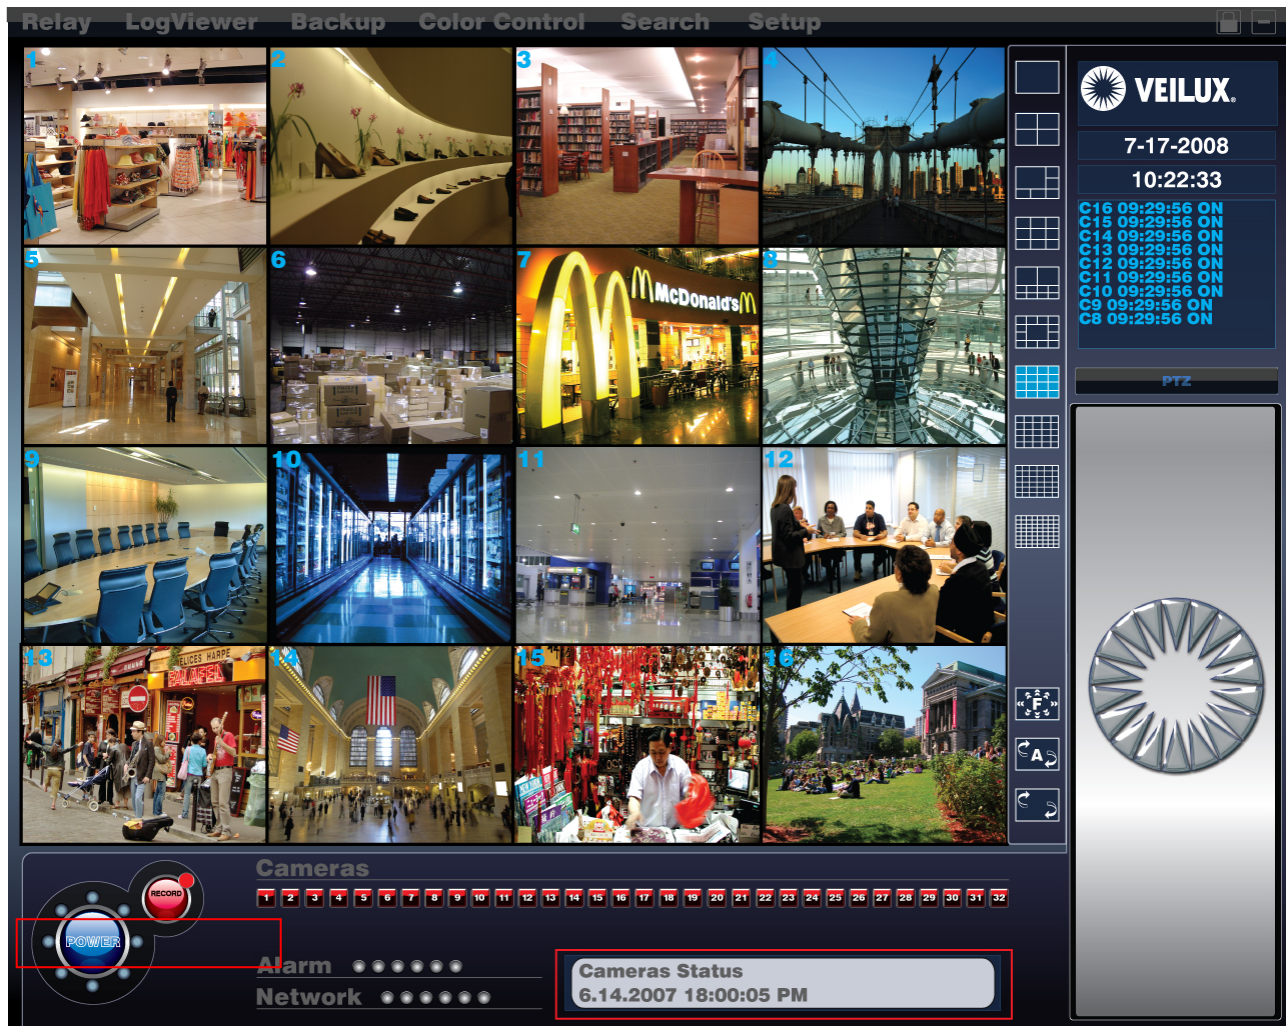 Relay LogViewer Backup Color Control Search Setup
1 2 3 4
5 6 7 8
McDonald's
9 10 11 12
13 14 15 16
DELICES HARPE
FALAFEL
NEW YORK
VEILUX®
7-17-2008
10:22:33
C16 09:29:56 ON
C15 09:29:56 ON
C14 09:29:56 ON
C13 09:29:56 ON
C12 09:29:56 ON
C11 09:29:56 ON
C10 09:29:56 ON
C9 09:29:56 ON
C8 09:29:56 ON
PTZ
F
A
RECORD
POWER
Cameras
1 2 3 4 5 6 7 8 9 10 11 12 13 14 15 16 17 18 19 20 21 22 23 24 25 26 27 28 29 30 31 32
Alarm
Network
Cameras Status
6.14.2007 18:00:05 PM